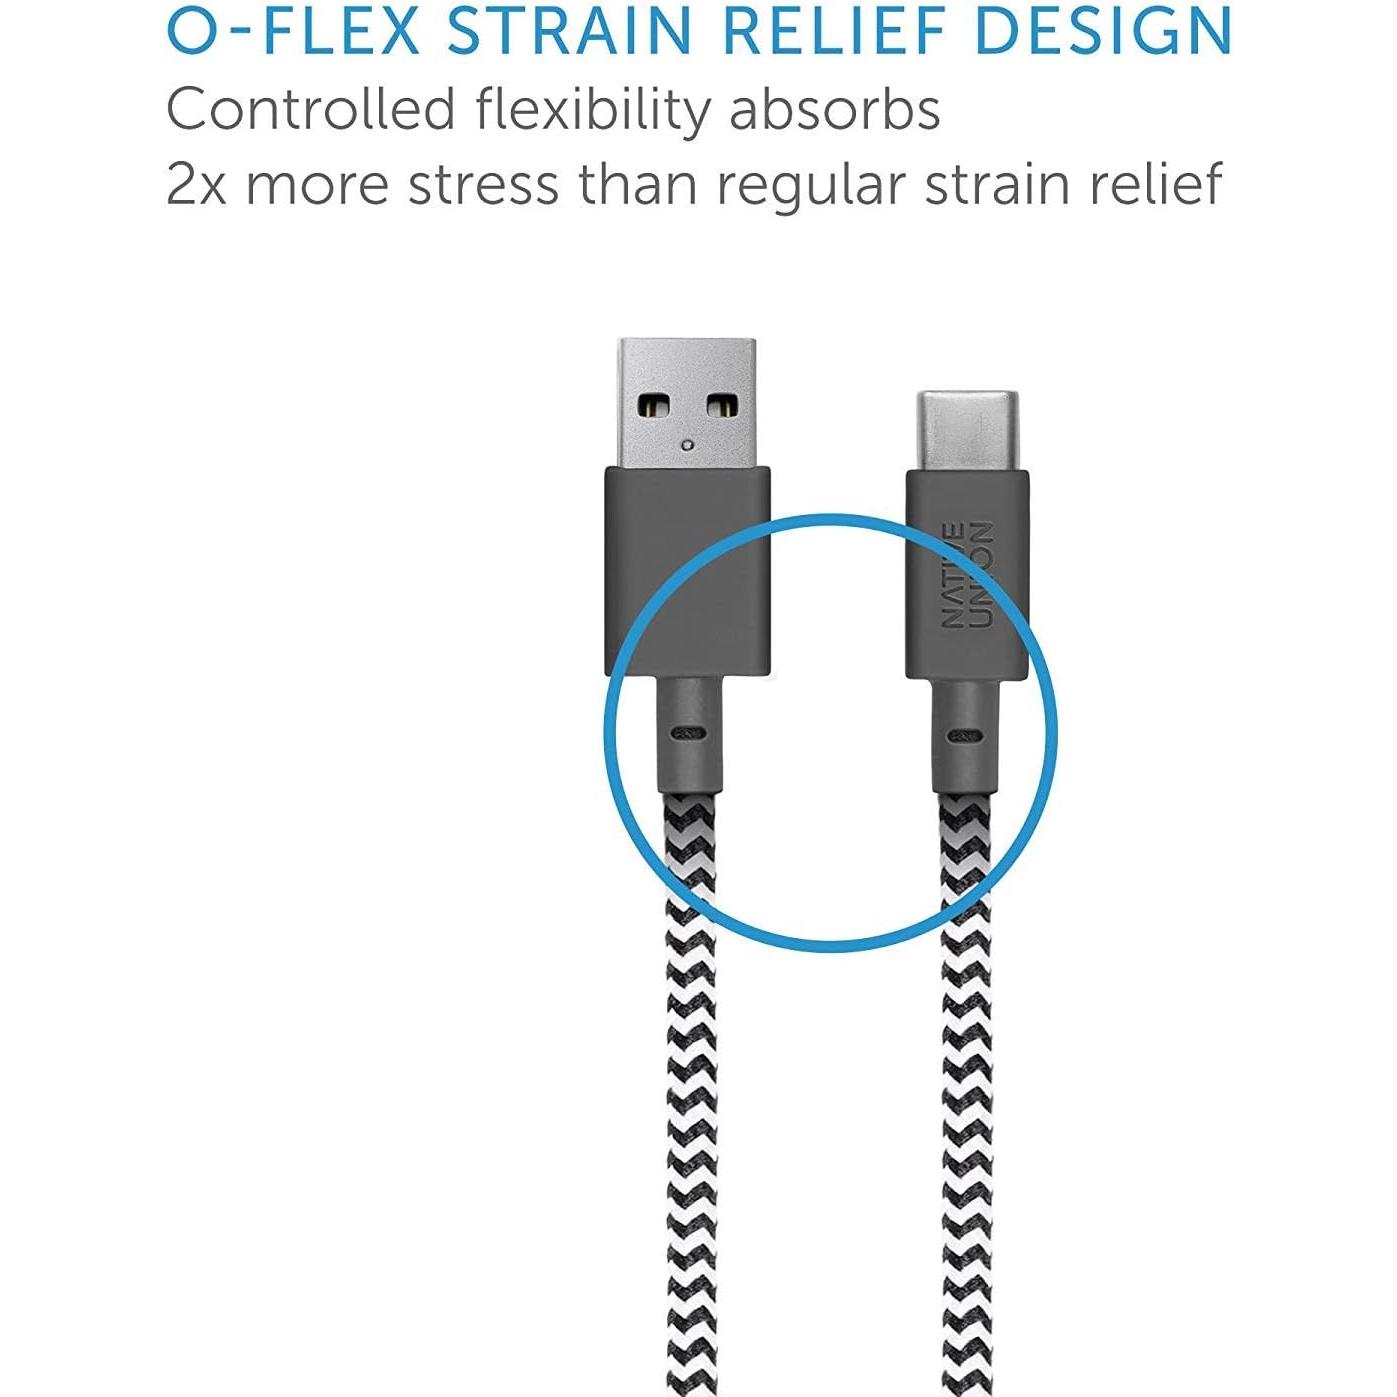 O-FLEX STRAIN RELIEF DESIGN
Controlled flexibility absorbs
2x more stress than regular strain relief
NATIVE
UNION